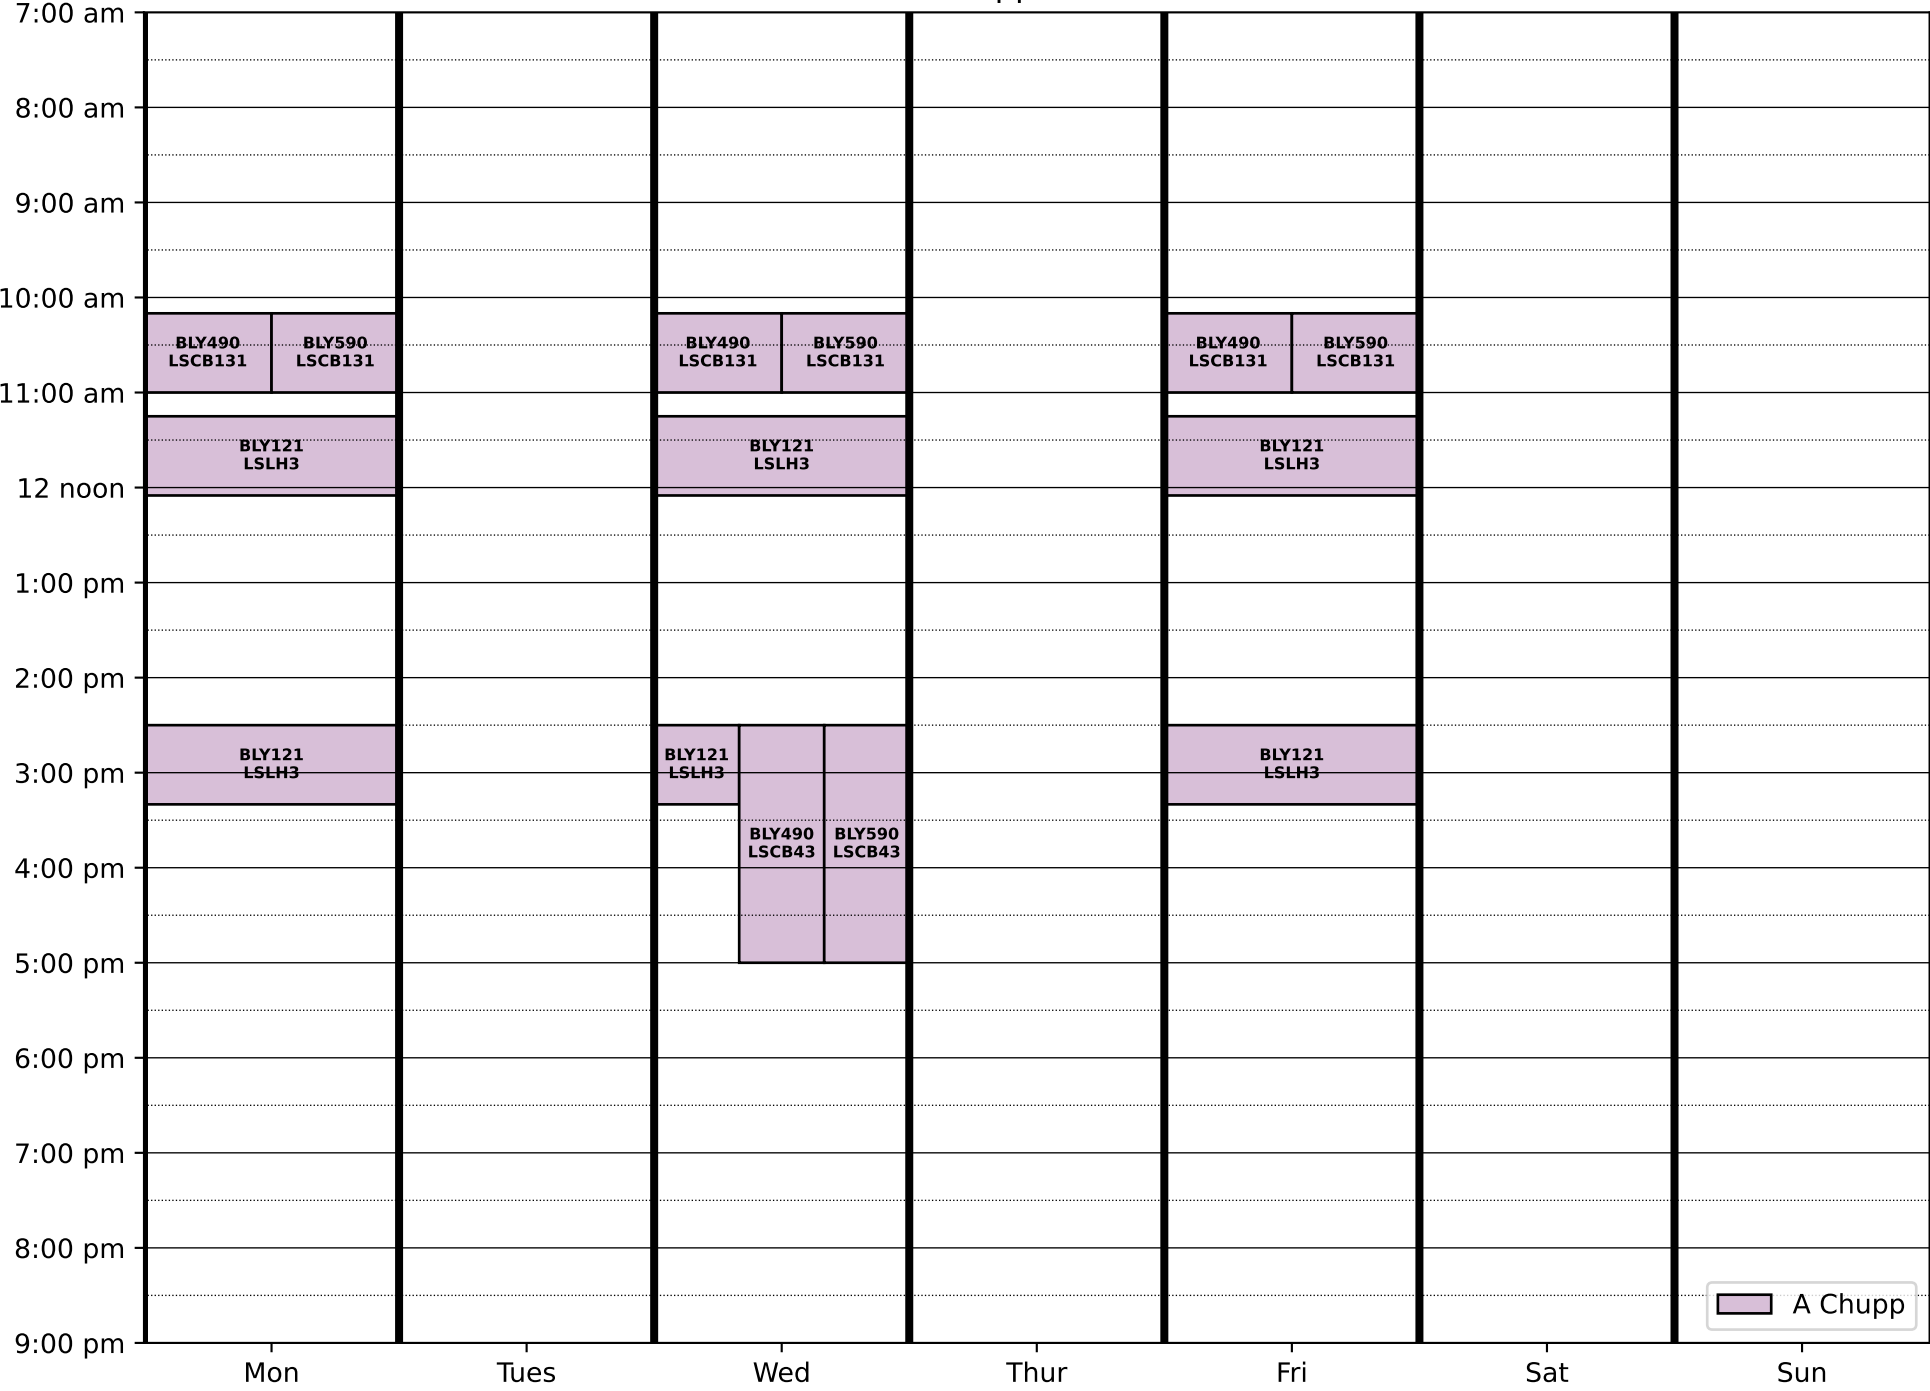 7:00 am
8:00 am
9:00 am
10:00 am
BLY490
LSCB131
BLY590
LSCB131
BLY490
LSCB131
BLY590
LSCB131
BLY490
LSCB131
BLY590
LSCB131
11:00 am
BLY121
LSLH3
BLY121
LSLH3
BLY121
LSLH3
12 noon
1:00 pm
2:00 pm
BLY121
LSLH3
BLY121
LSLH3
BLY121
LSLH3
3:00 pm
BLY490
LSCB43
BLY590
LSCB43
4:00 pm
5:00 pm
6:00 pm
7:00 pm
8:00 pm
A Chupp
9:00 pm
Mon Tues Wed Thur Fri Sat Sun